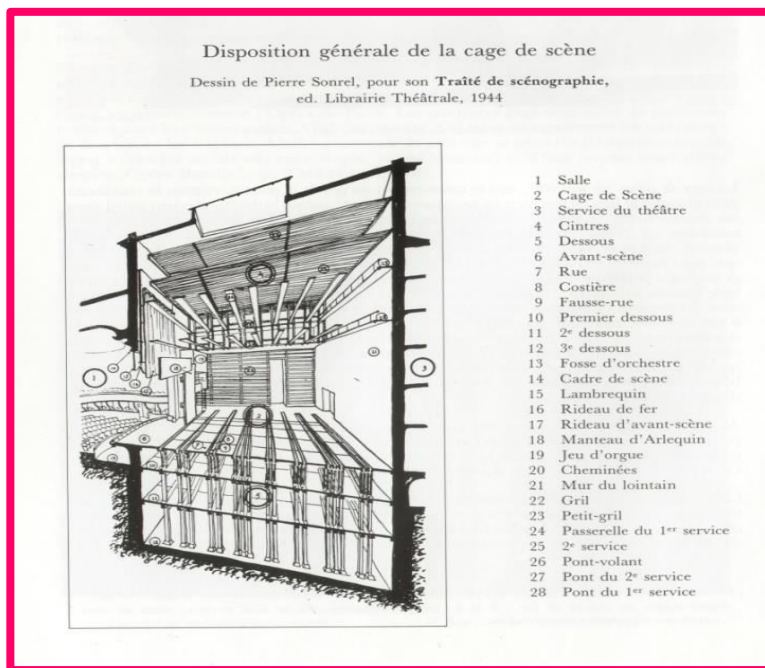 Disposition générale de la cage de scène
Dessin de Pierre Sonrel, pour son Traîté de scénographie,
ed. Librairie Théâtrale, 1944
1 Salle
2 Cage de Scène
3 Service du théâtre
4 Cintres
5 Dessous
6 Avant-scène
7 Rue
8 Costière
9 Fausse-rue
10 Premier dessous
11 2e dessous
12 3e dessous
13 Fosse d'orchestre
14 Cadre de scène
15 Lambrequin
16 Rideau de fer
17 Rideau d'avant-scène
18 Manteau d'Arlequin
19 Jeu d'orgue
20 Cheminées
21 Mur du lointain
22 Gril
23 Petit-gril
24 Passerelle du 1er service
25 2e service
26 Pont-volant
27 Pont du 2e service
28 Pont du 1er service
1
3
5